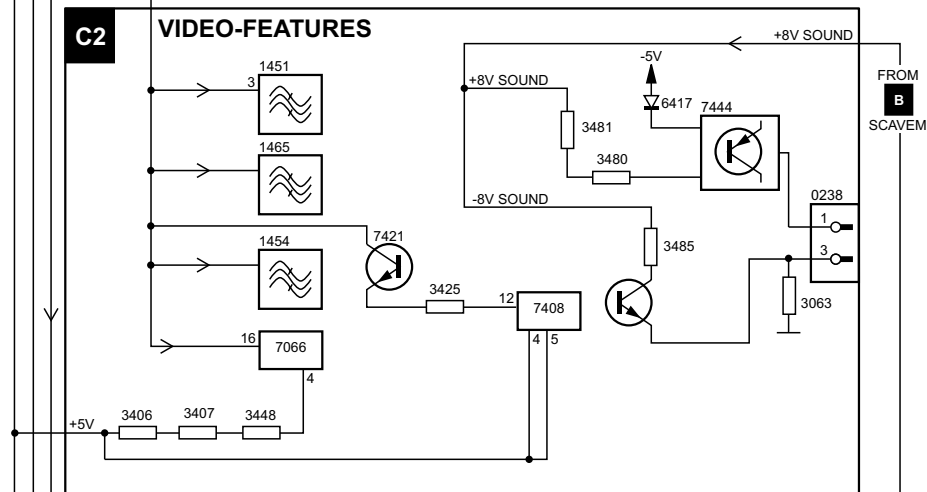 C2 VIDEO-FEATURES
+8V SOUND
1451
3
-5V
FROM
B
SCAVEM
+8V SOUND
6417
7444
3481
1465
3480
-8V SOUND
0238
1
7421
1454
3485
3
3425
12
7408
3063
4 5
16
7066
4
3406
3407
3448
+5V